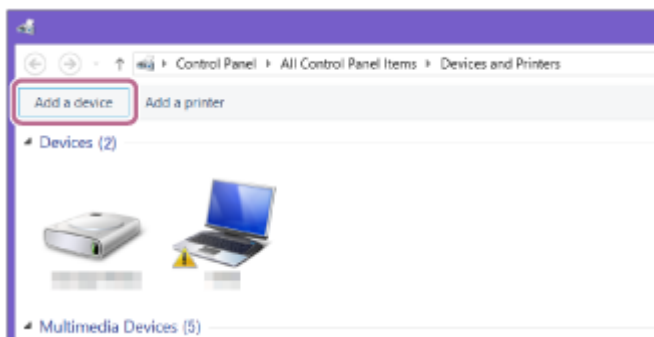 Control Panel ▸ All Control Panel Items ▸ Devices and Printers
Add a device Add a printer
Devices (2)
Multimedia Devices (5)